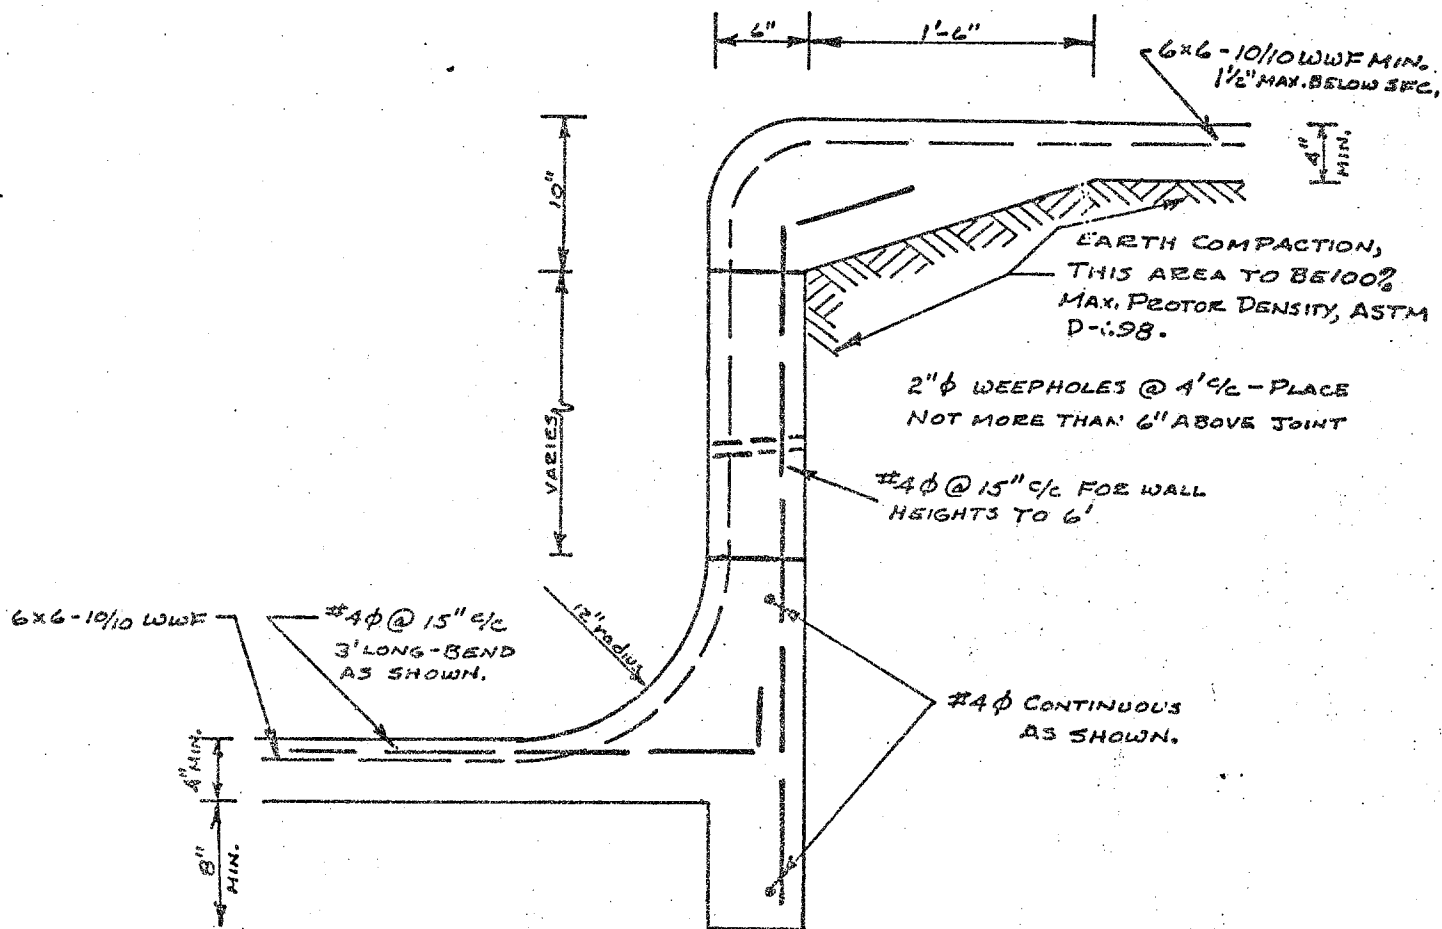 6"
1'-6"
6x6-10/10 WWF MIN.
1½" MAX. BELOW SFC.
10"
4"
MIN.
EARTH COMPACTION,
THIS AREA TO BE 100%
MAX. PROTOR DENSITY, ASTM
2"ϕ WEEPHOLES @ 4' c/c - PLACE
NOT MORE THAN 6" ABOVE JOINT
VARIES
#4ϕ @ 15" c/c FOR WALL
HEIGHTS TO 6'
6x6-10/10 WWF
#4ϕ @ 15" c/c
3' LONG-BEND
AS SHOWN.
12" radius
#4ϕ CONTINUOUS
AS SHOWN.
4" MIN.
8"
MIN.